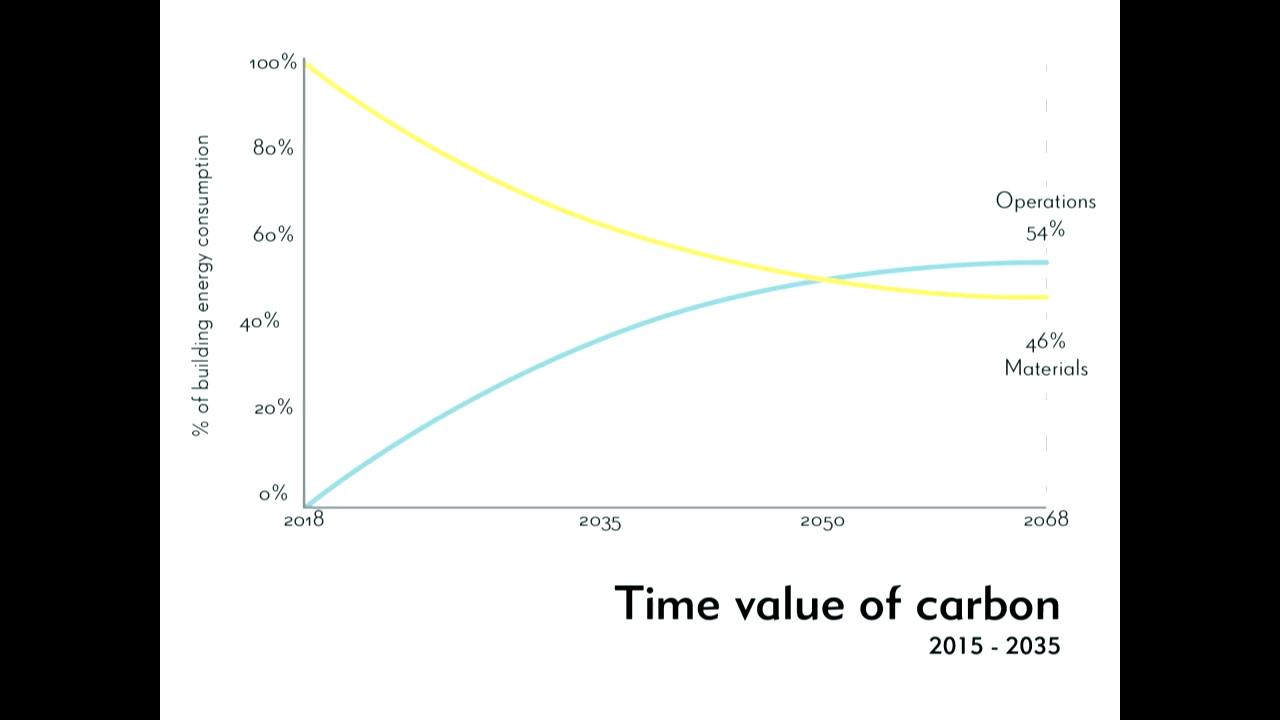 100%
80%
60%
40%
20%
0%
% of building energy consumption
Operations
54%
46%
Materials
2018
2035
2050
2068
Time value of carbon
2015 - 2035